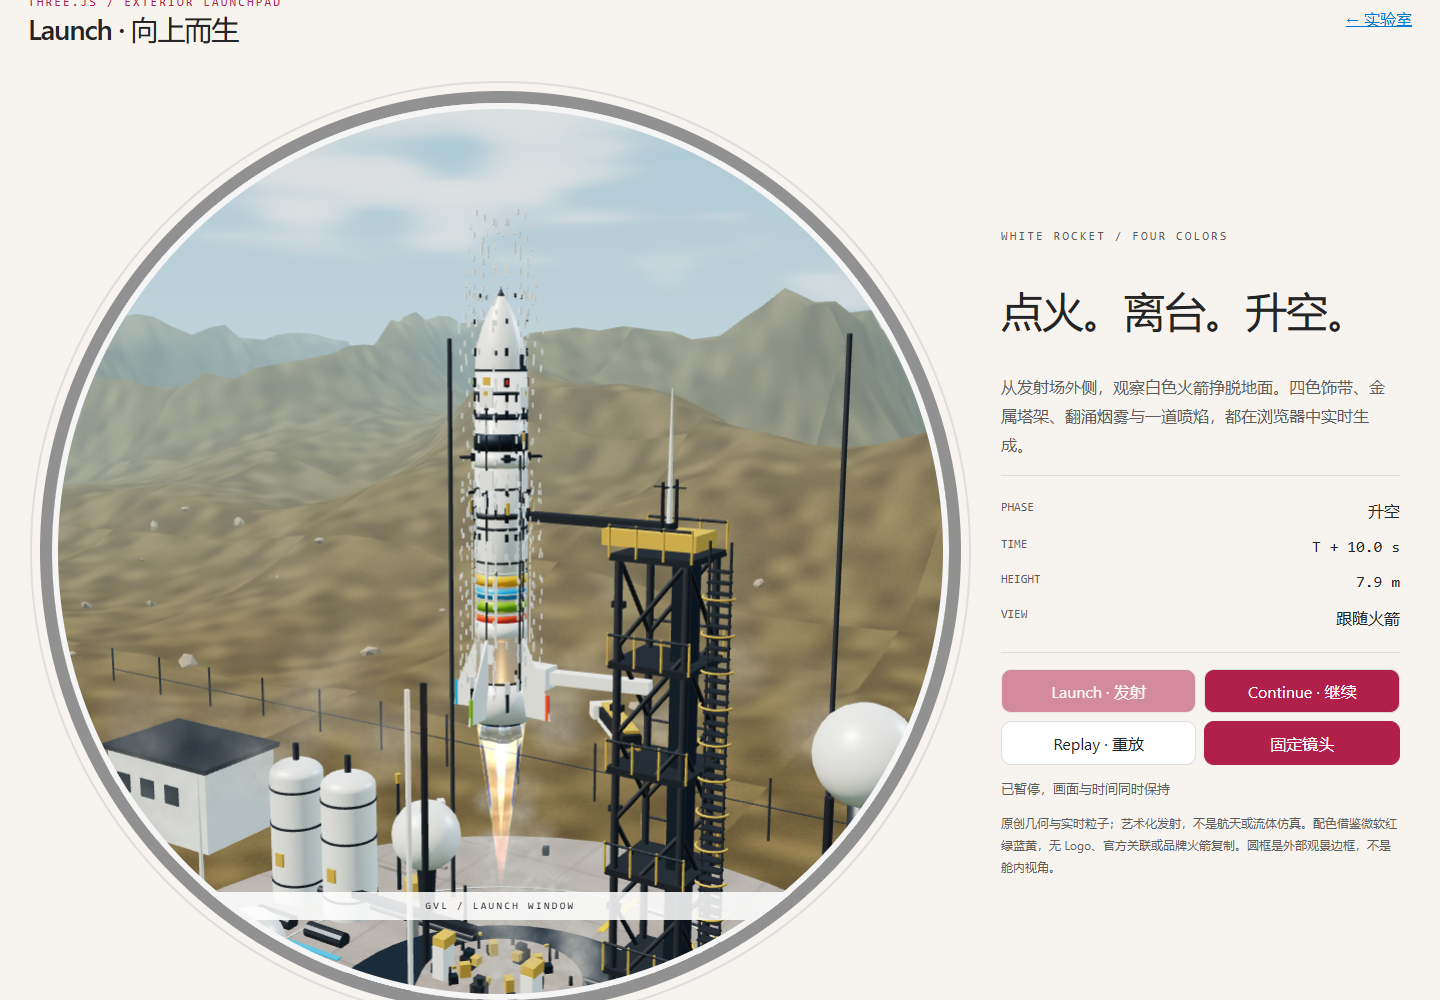 THREE.JS / EXTERIOR LAUNCHPAD
Launch · 向上而生
← 实验室
WHITE ROCKET / FOUR COLORS
点火。离台。升空。
从发射场外侧，观察白色火箭挣脱地面。四色饰带、金
属塔架、翻涌烟雾与一道喷焰，都在浏览器中实时生
成。
PHASE
升空
TIME
T + 10.0 s
HEIGHT
7.9 m
VIEW
跟随火箭
Launch · 发射
Continue · 继续
Replay · 重放
固定镜头
已暂停，画面与时间同时保持
原创几何与实时粒子；艺术化发射，不是航天或流体仿真。配色借鉴微软红
绿蓝黄，无 Logo、官方关联或品牌火箭复制。圆框是外部观景边框，不是
舱内视角。
GVL / LAUNCH WINDOW